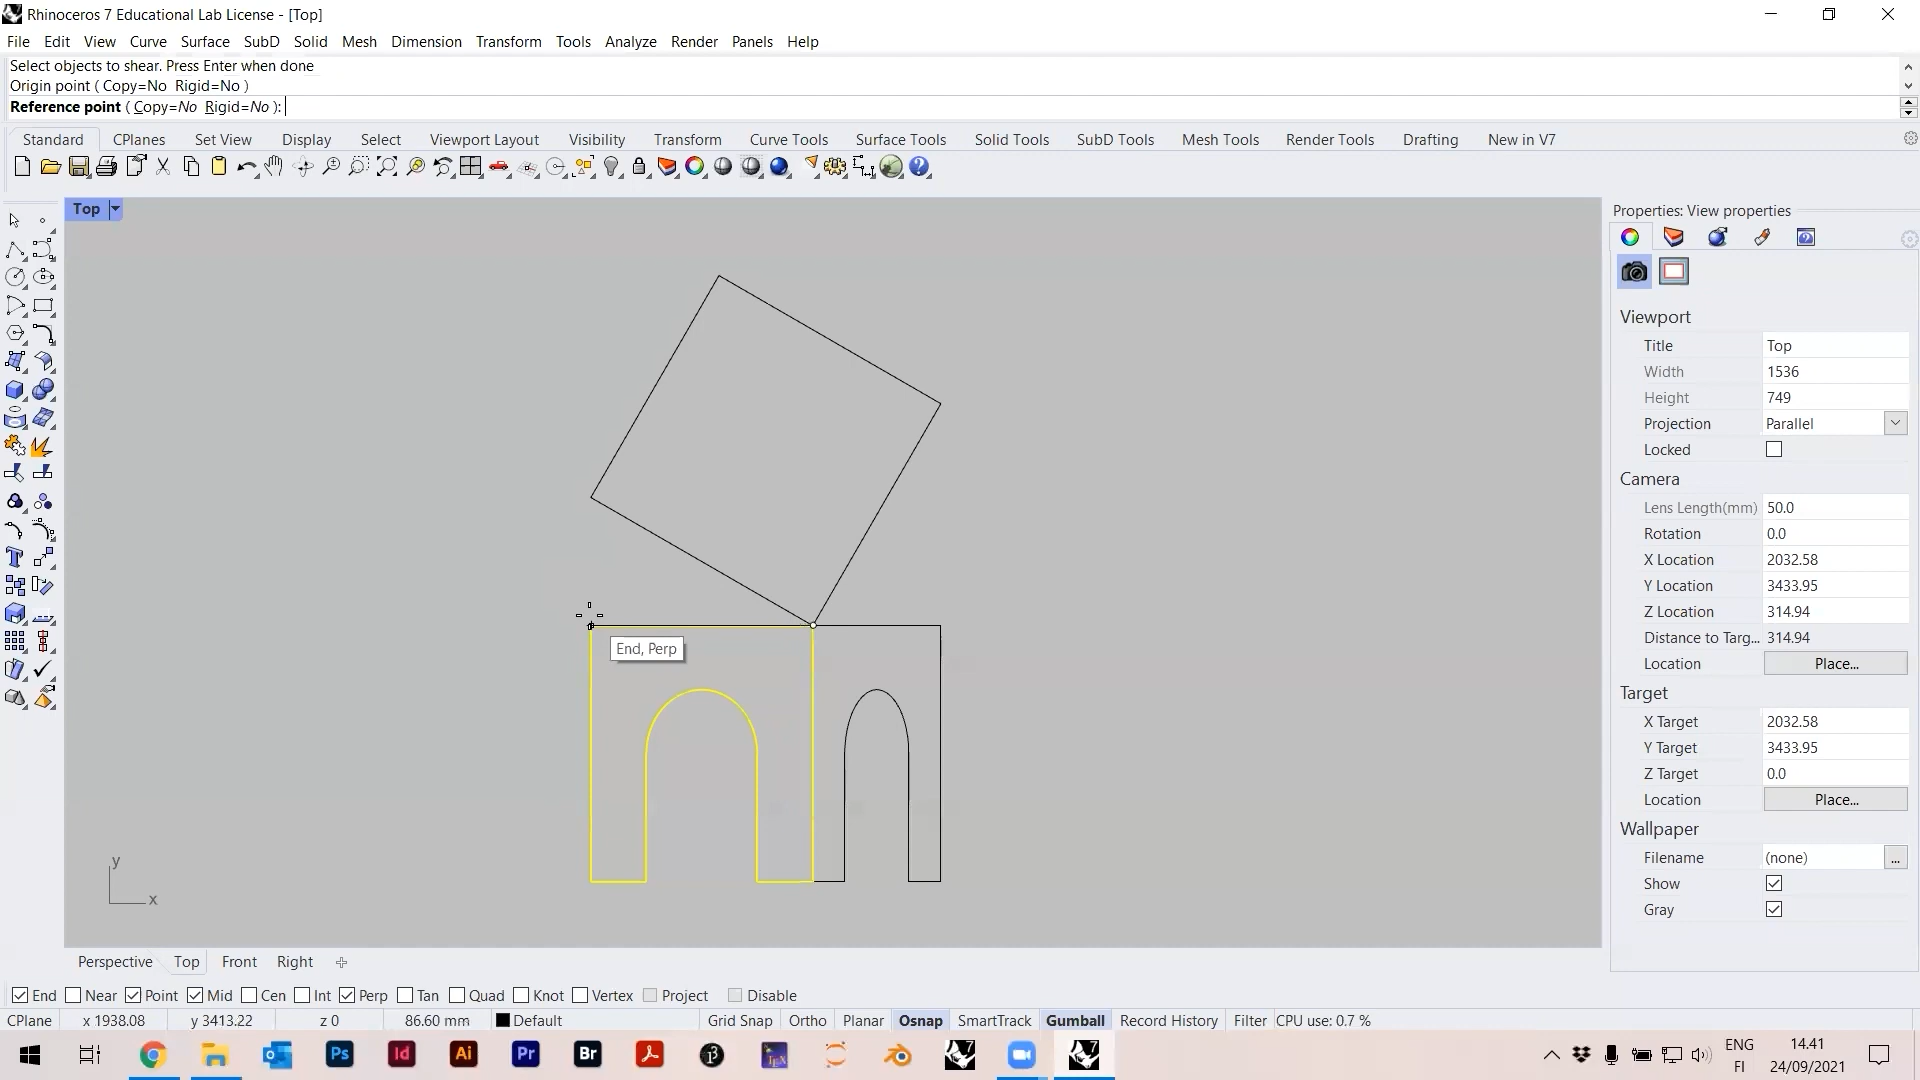 Rhinoceros 7 Educational Lab License - [Top]
File Edit View Curve Surface SubD Solid Mesh Dimension Transform Tools Analyze Render Panels Help
Select objects to shear. Press Enter when done
Origin point ( Copy=No Rigid=No )
Reference point ( Copy=No Rigid=No ):
Standard CPlanes Set View Display Select Viewport Layout Visibility Transform Curve Tools Surface Tools Solid Tools SubD Tools Mesh Tools Render Tools Drafting New in V7
Top
Properties: View properties
Viewport
Title Top
Width 1536
Height 749
Projection Parallel
Locked
Camera
Lens Length(mm) 50.0
Rotation 0.0
X Location 2032.58
Y Location 3433.95
Z Location 314.94
Distance to Targ... 314.94
Location Place...
Target
X Target 2032.58
Y Target 3433.95
Z Target 0.0
Location Place...
Wallpaper
Filename (none) ...
Show
Gray
End, Perp
y
x
Perspective Top Front Right
End Near Point Mid Cen Int Perp Tan Quad Knot Vertex Project Disable
CPlane x 1938.08 y 3413.22 z 0 86.60 mm Default Grid Snap Ortho Planar Osnap SmartTrack Gumball Record History Filter CPU use: 0.7 %
Ps Id Ai Pr Br
ENG
FI
14.41
24/09/2021